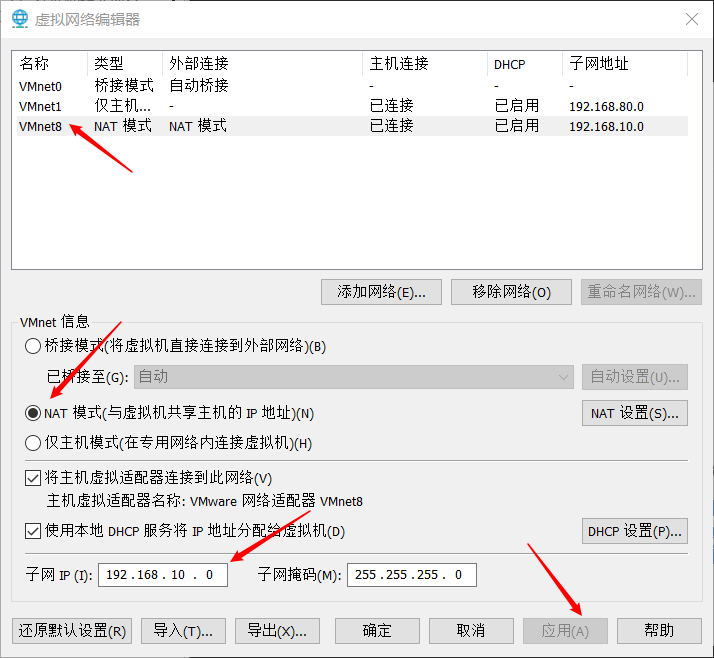 虚拟网络编辑器
名称 类型 外部连接 主机连接 DHCP 子网地址
VMnet0 桥接模式 自动桥接 - - -
VMnet1 仅主机... - 已连接 已启用 192.168.80.0
VMnet8 NAT 模式 NAT 模式 已连接 已启用 192.168.10.0
添加网络(E)... 移除网络(O) 重命名网络(W)...
VMnet 信息
桥接模式(将虚拟机直接连接到外部网络)(B)
已桥接至(G): 自动 自动设置(U)...
NAT 模式(与虚拟机共享主机的 IP 地址)(N) NAT 设置(S)...
仅主机模式(在专用网络内连接虚拟机)(H)
将主机虚拟适配器连接到此网络(V)
主机虚拟适配器名称: VMware 网络适配器 VMnet8
使用本地 DHCP 服务将 IP 地址分配给虚拟机(D) DHCP 设置(P)...
子网 IP (I): 192.168.10.0 子网掩码(M): 255.255.255.0
还原默认设置(R) 导入(T)... 导出(X)... 确定 取消 应用(A) 帮助